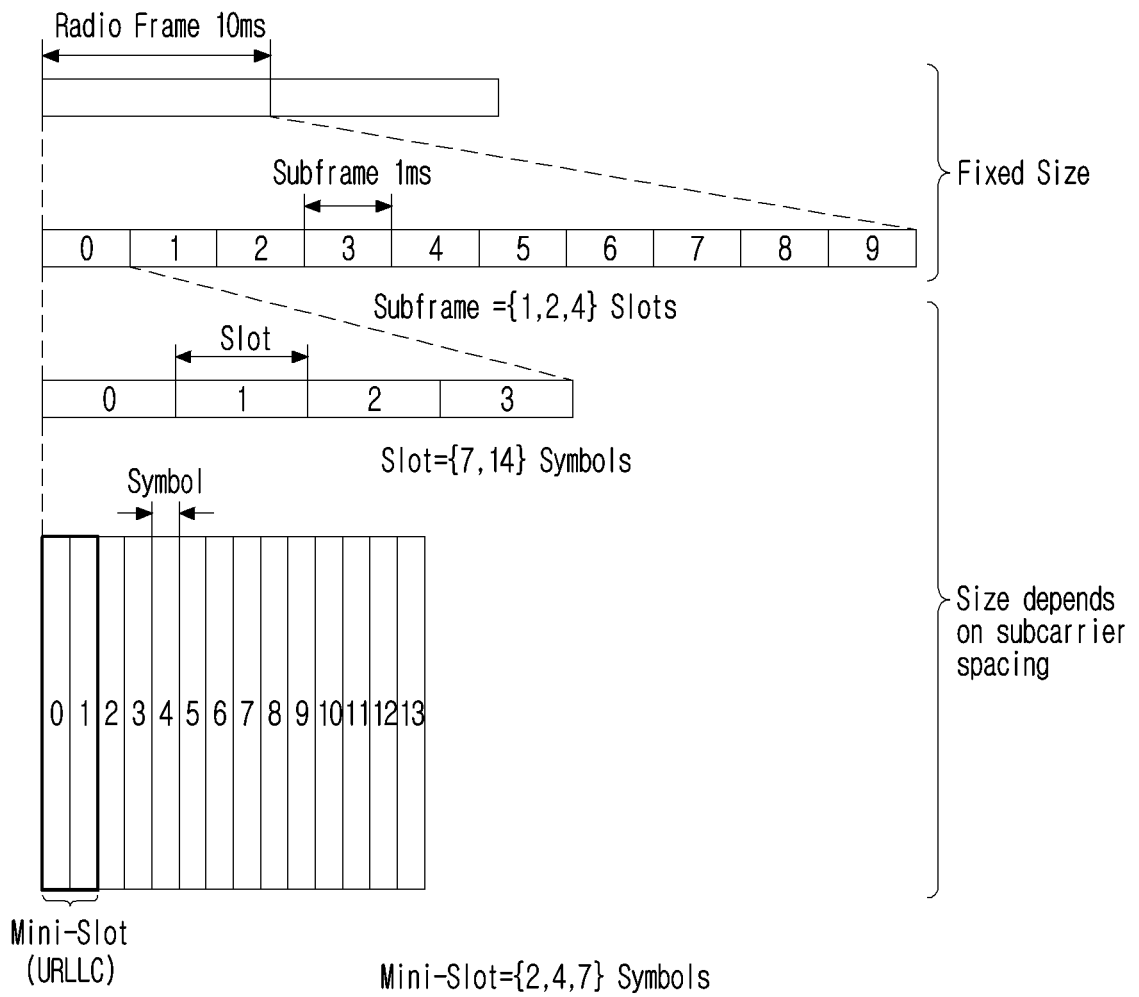 Radio Frame 10ms
Subframe 1ms
Fixed Size
0 1 2 3 4 5 6 7 8 9
Subframe ={1,2,4} Slots
Slot
0 1 2 3
Slot={7,14} Symbols
Symbol
Size depends
on subcarrier
spacing
0 1 2 3 4 5 6 7 8 9 10 11 12 13
Mini-Slot
(URLLC)
Mini-Slot={2,4,7} Symbols